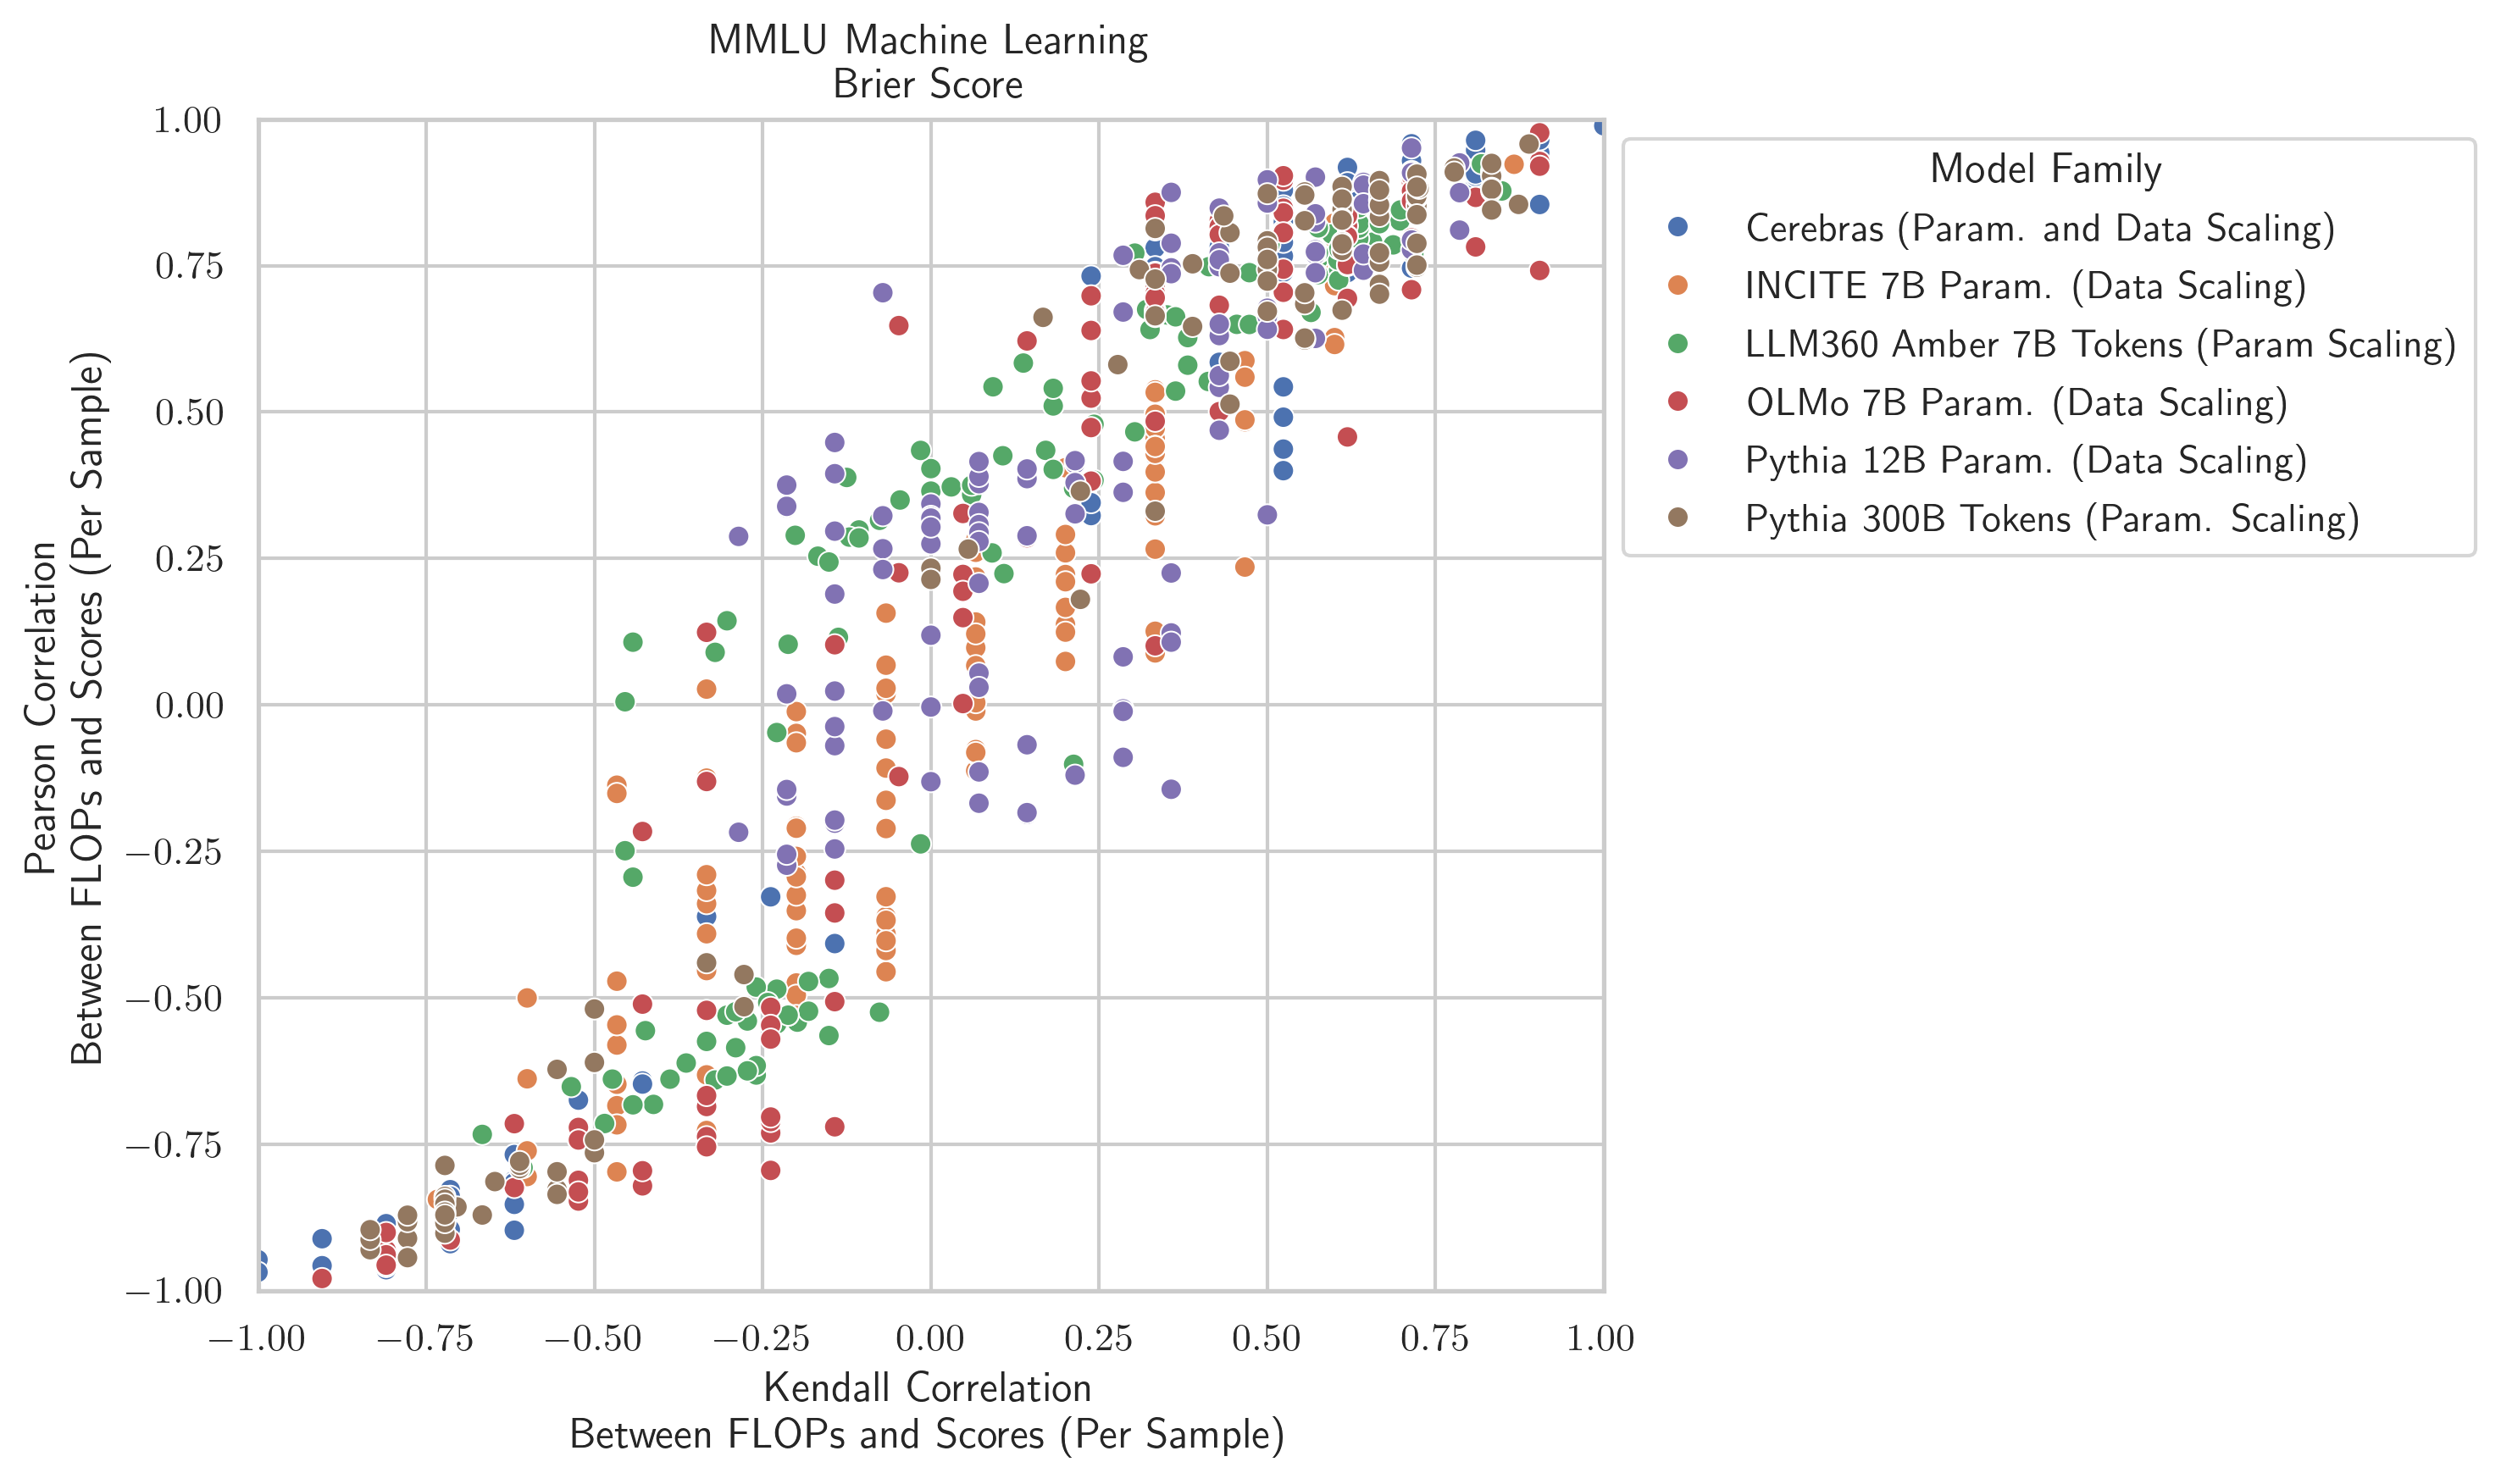 MMLU Machine Learning
Brier Score
Pearson Correlation
Between FLOPs and Scores (Per Sample)
1.00
0.75
0.50
0.25
0.00
−0.25
−0.50
−0.75
−1.00
−1.00 −0.75 −0.50 −0.25 0.00 0.25 0.50 0.75 1.00
Kendall Correlation
Between FLOPs and Scores (Per Sample)
Model Family
Cerebras (Param. and Data Scaling)
INCITE 7B Param. (Data Scaling)
LLM360 Amber 7B Tokens (Param Scaling)
OLMo 7B Param. (Data Scaling)
Pythia 12B Param. (Data Scaling)
Pythia 300B Tokens (Param. Scaling)